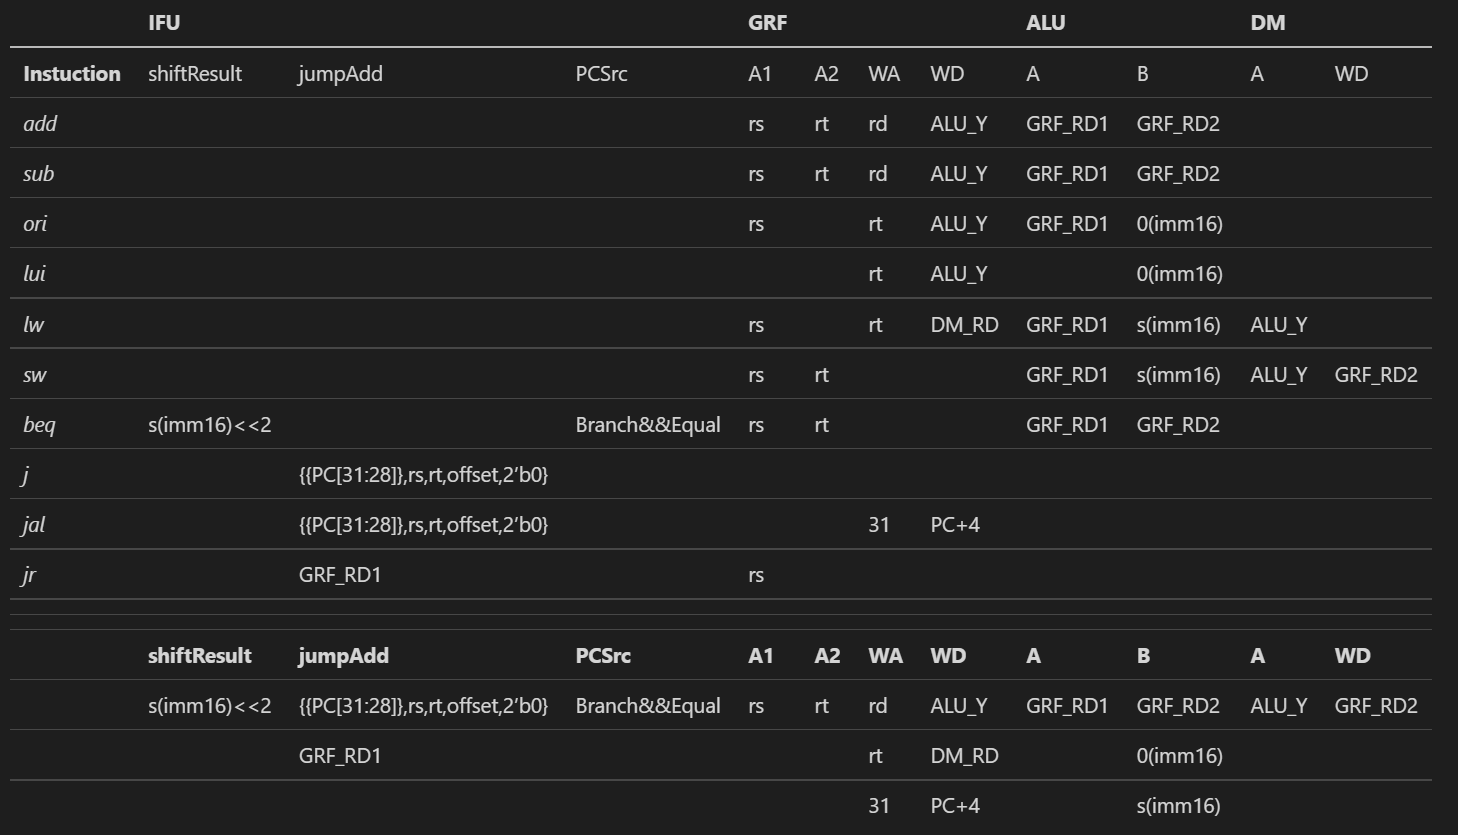 IFU GRF ALU DM
Instuction shiftResult jumpAdd PCSrc A1 A2 WA WD A B A WD
add rs rt rd ALU_Y GRF_RD1 GRF_RD2
sub rs rt rd ALU_Y GRF_RD1 GRF_RD2
ori rs rt ALU_Y GRF_RD1 0(imm16)
lui rt ALU_Y 0(imm16)
lw rs rt DM_RD GRF_RD1 s(imm16) ALU_Y
sw rs rt GRF_RD1 s(imm16) ALU_Y GRF_RD2
beq s(imm16)<<2 Branch&&Equal rs rt GRF_RD1 GRF_RD2
j {{PC[31:28]},rs,rt,offset,2’b0}
jal {{PC[31:28]},rs,rt,offset,2’b0} 31 PC+4
jr GRF_RD1 rs
shiftResult jumpAdd PCSrc A1 A2 WA WD A B A WD
s(imm16)<<2 {{PC[31:28]},rs,rt,offset,2’b0} Branch&&Equal rs rt rd ALU_Y GRF_RD1 GRF_RD2 ALU_Y GRF_RD2
GRF_RD1 rt DM_RD 0(imm16)
31 PC+4 s(imm16)